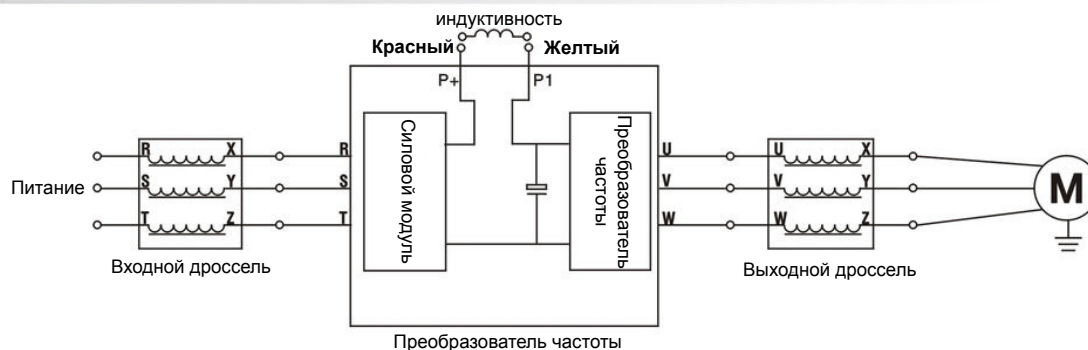 индуктивность
Красный
Желтый
P+
P1
Питание
R X
S Y
T Z
Входной дроссель
R
S
T
Силовой модуль
Преобразователь
частоты
U
V
W
U X
V Y
W Z
Выходной дроссель
M
Преобразователь частоты